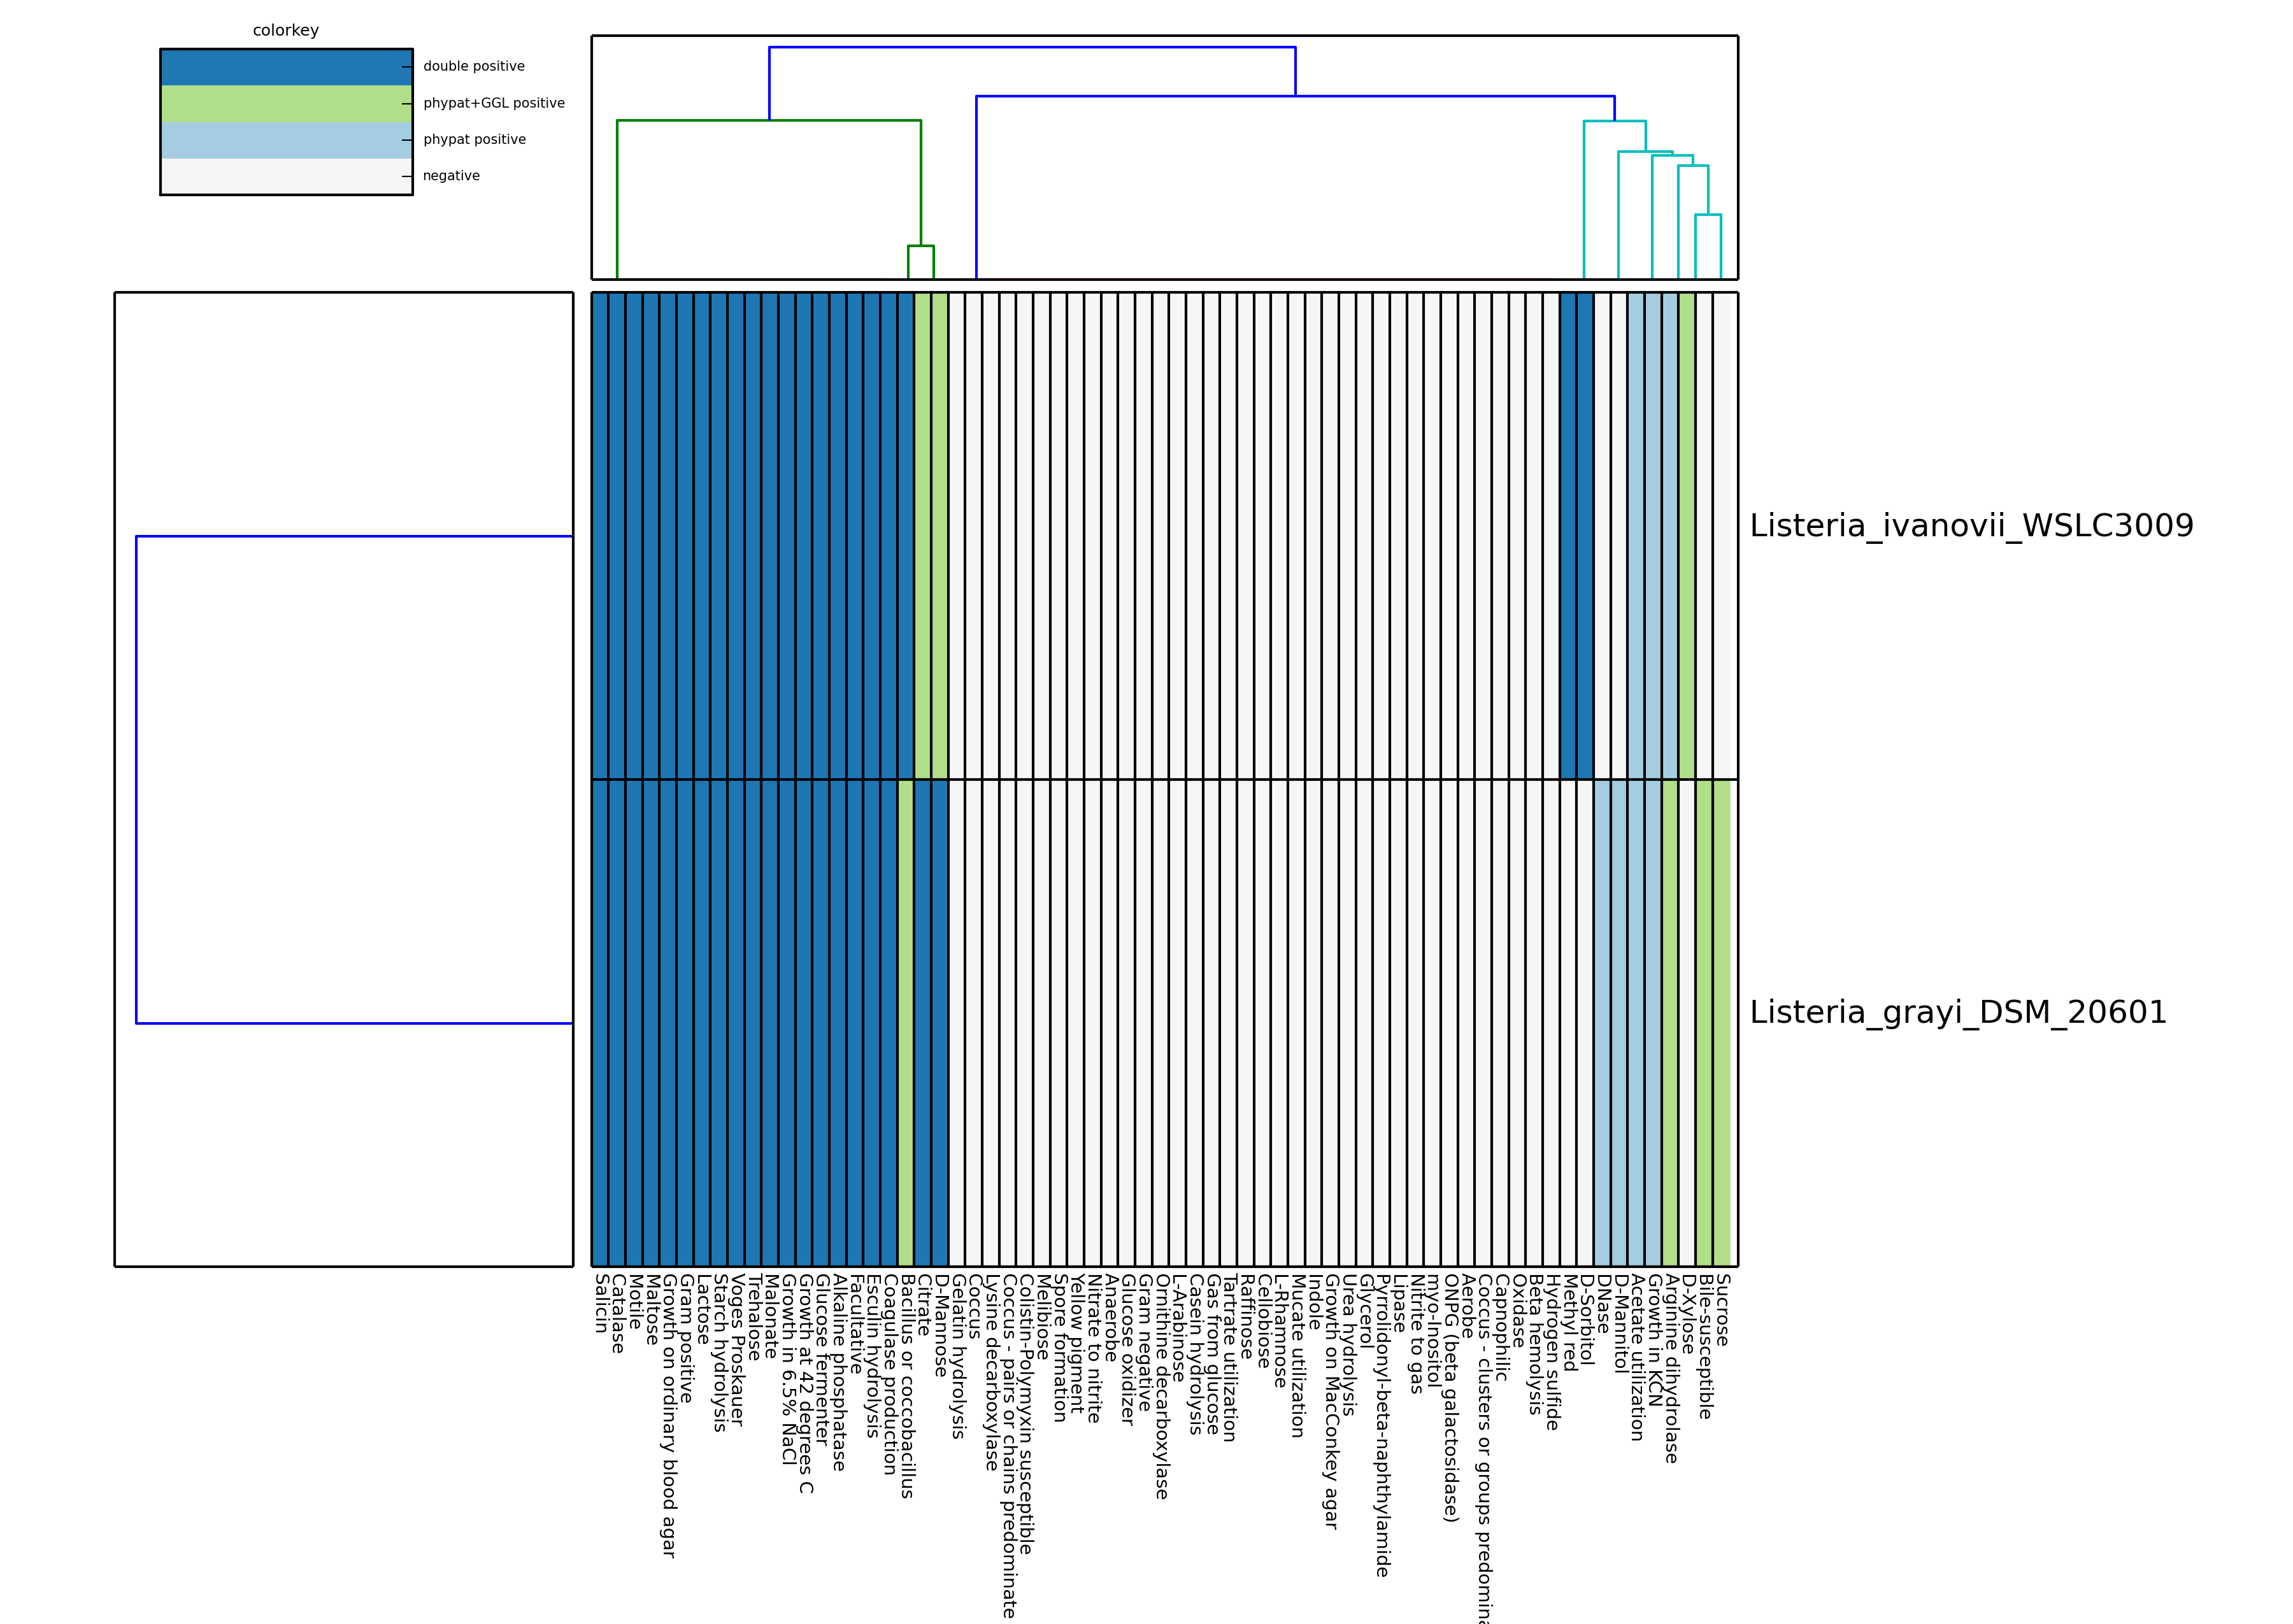 colorkey
double positive
phypat+GGL positive
phypat positive
negative
Listeria_ivanovii_WSLC3009
Listeria_grayi_DSM_20601
Salicin
Catalase
Motile
Maltose
Growth on ordinary blood agar
Gram positive
Lactose
Starch hydrolysis
Voges Proskauer
Trehalose
Malonate
Growth in 6.5% NaCl
Growth at 42 degrees C
Glucose fermenter
Alkaline phosphatase
Facultative
Esculin hydrolysis
Coagulase production
Bacillus or coccobacillus
Citrate
D-Mannose
Gelatin hydrolysis
Coccus
Lysine decarboxylase
Coccus - pairs or chains predominate
Colistin-Polymyxin susceptible
Melibiose
Spore formation
Yellow pigment
Nitrate to nitrite
Anaerobe
Glucose oxidizer
Gram negative
Ornithine decarboxylase
L-Arabinose
Casein hydrolysis
Gas from glucose
Tartrate utilization
Raffinose
Cellobiose
L-Rhamnose
Mucate utilization
Indole
Growth on MacConkey agar
Urea hydrolysis
Glycerol
Pyrrolidonyl-beta-naphthylamide
Lipase
Nitrite to gas
myo-Inositol
ONPG (beta galactosidase)
Aerobe
Coccus - clusters or groups predomina
Capnophilic
Oxidase
Beta hemolysis
Hydrogen sulfide
Methyl red
D-Sorbitol
DNase
D-Mannitol
Acetate utilization
Growth in KCN
Arginine dihydrolase
D-Xylose
Bile-susceptible
Sucrose